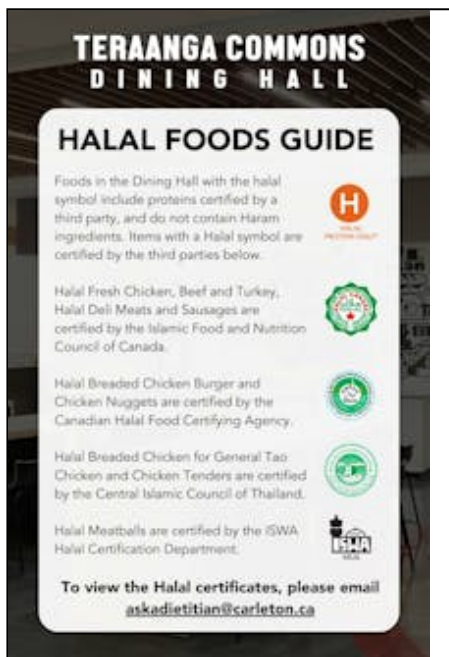 TERAANGA COMMONS
DINING HALL
HALAL FOODS GUIDE
Foods in the Dining Hall with the halal
symbol include proteins certified by a
third party, and do not contain Haram
ingredients. Items with a Halal symbol are
certified by the third parties below.
H
Halal Fresh Chicken, Beef and Turkey,
Halal Deli Meats and Sausages are
certified by the Islamic Food and Nutrition
Council of Canada.
Halal Breaded Chicken Burger and
Chicken Nuggets are certified by the
Canadian Halal Food Certifying Agency.
Halal Breaded Chicken for General Tao
Chicken and Chicken Tenders are certified
by the Central Islamic Council of Thailand.
Halal Meatballs are certified by the ISWA
Halal Certification Department.
ISWA
To view the Halal certificates, please email
askadietitian@carleton.ca